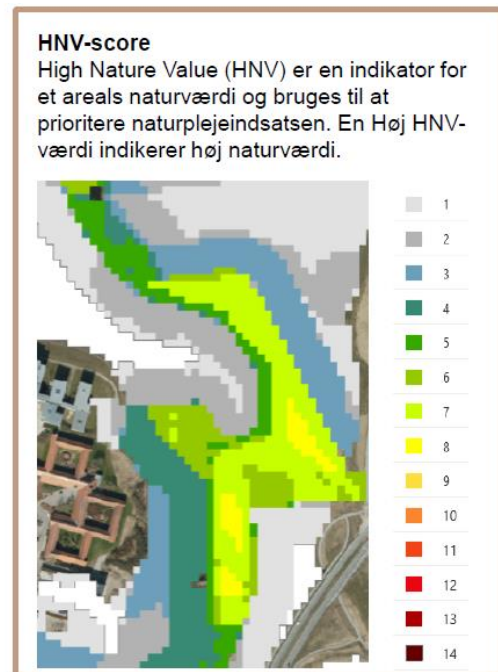 HNV-score
High Nature Value (HNV) er en indikator for
et areals naturværdi og bruges til at
prioritere naturplejeindsatsen. En Høj HNV-
værdi indikerer høj naturværdi.
1
2
3
4
5
6
7
8
9
10
11
12
13
14